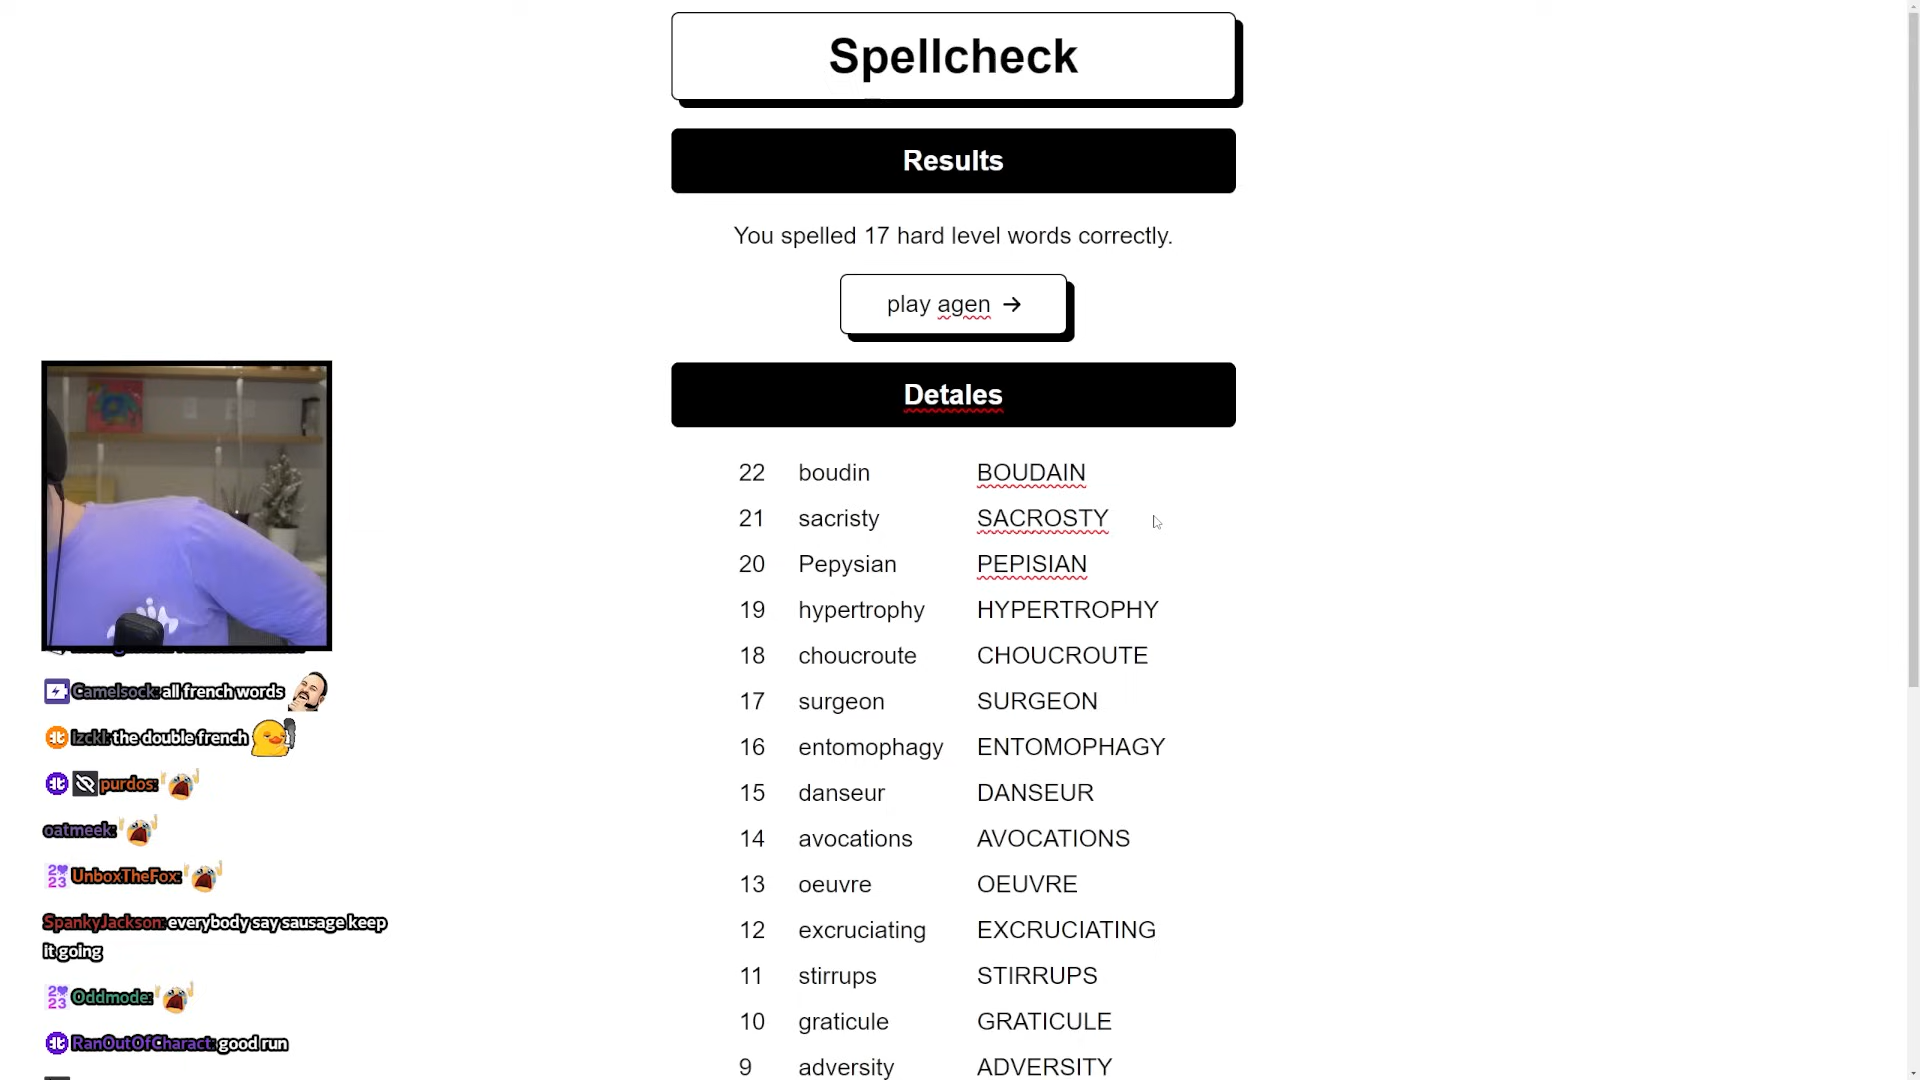 Spellcheck
Results
You spelled 17 hard level words correctly.
play agen →
Detales
22 boudin BOUDAIN
21 sacristy SACROSTY
20 Pepysian PEPISIAN
19 hypertrophy HYPERTROPHY
18 choucroute CHOUCROUTE
17 surgeon SURGEON
16 entomophagy ENTOMOPHAGY
15 danseur DANSEUR
14 avocations AVOCATIONS
13 oeuvre OEUVRE
12 excruciating EXCRUCIATING
11 stirrups STIRRUPS
10 graticule GRATICULE
9 adversity ADVERSITY
Camelsock: all french words
Izckl: the double french
purdos:
oatmeek:
UnboxTheFox:
SpankyJackson: everybody say sausage keep
it going
Oddmode:
RanOutOfCharact: good run